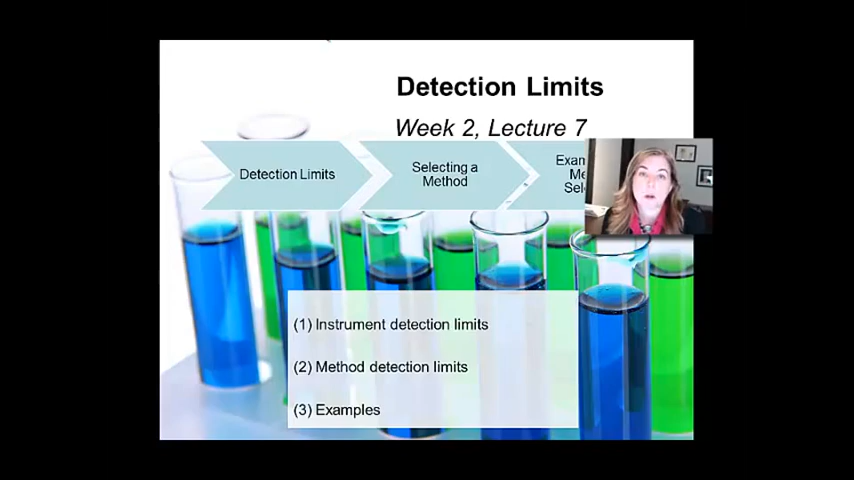 Detection Limits
Week 2, Lecture 7
Detection Limits
Selecting a
Method
(1) Instrument detection limits
(2) Method detection limits
(3) Examples